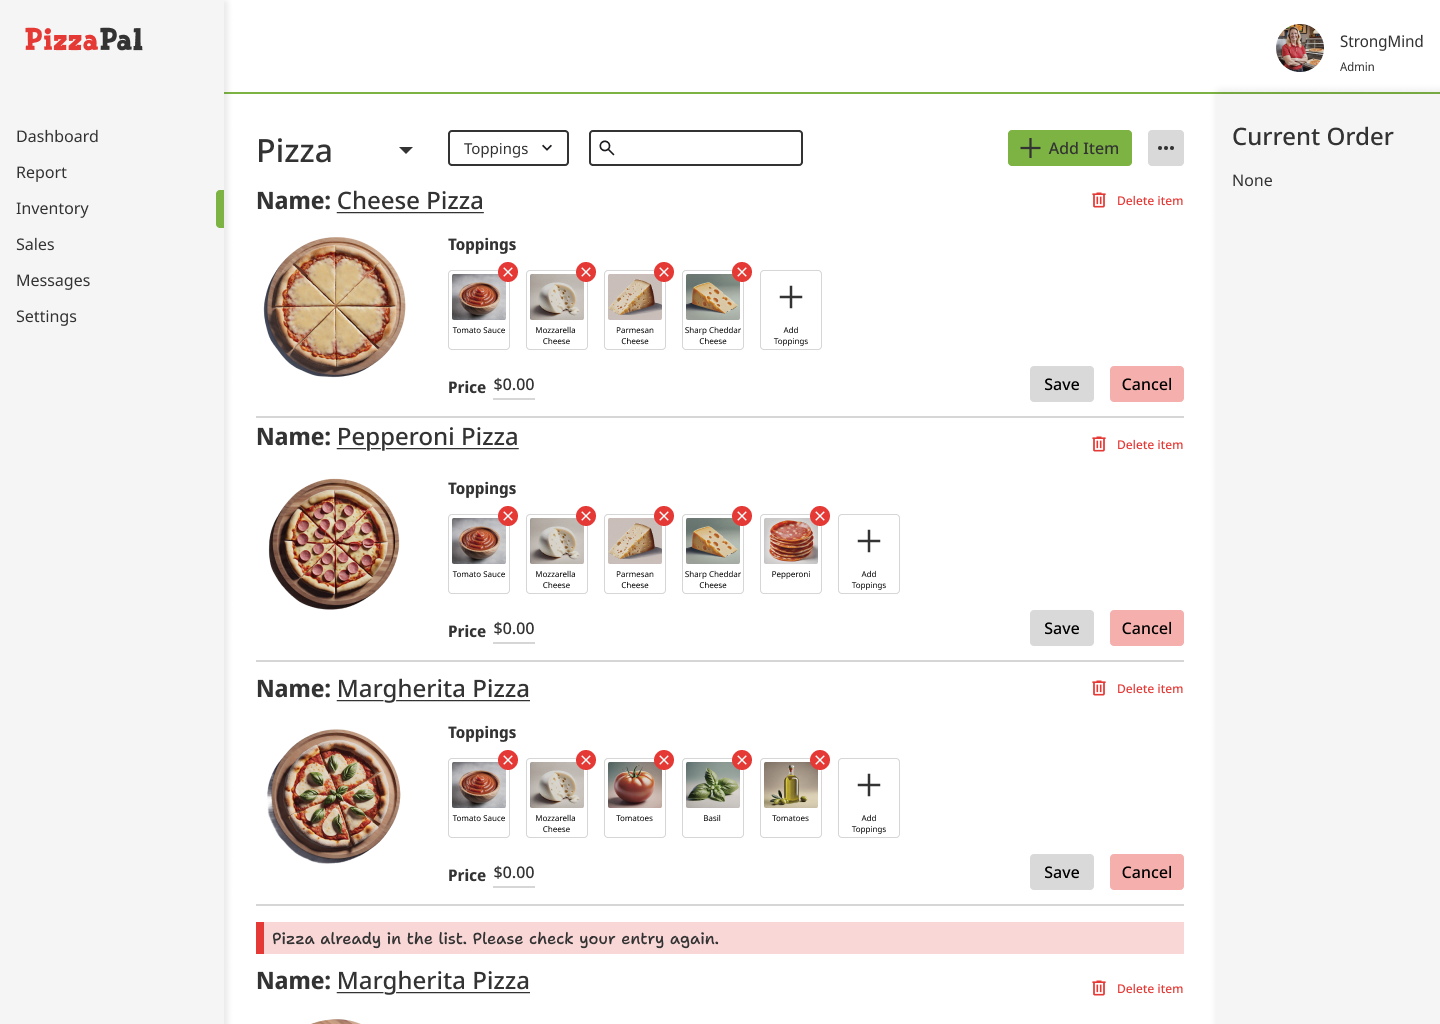 PizzaPal
StrongMind
Admin
Dashboard
Report
Inventory
Sales
Messages
Settings
Pizza
Toppings
Add Item
Current Order
None
Name: Cheese Pizza
Delete item
Toppings
Tomato Sauce
Mozzarella
Cheese
Parmesan
Cheese
Sharp Cheddar
Cheese
Add
Toppings
Price $0.00
Save
Cancel
Name: Pepperoni Pizza
Delete item
Toppings
Tomato Sauce
Mozzarella
Cheese
Parmesan
Cheese
Sharp Cheddar
Cheese
Pepperoni
Add
Toppings
Price $0.00
Save
Cancel
Name: Margherita Pizza
Delete item
Toppings
Tomato Sauce
Mozzarella
Cheese
Tomatoes
Basil
Tomatoes
Add
Toppings
Price $0.00
Save
Cancel
Pizza already in the list. Please check your entry again.
Name: Margherita Pizza
Delete item